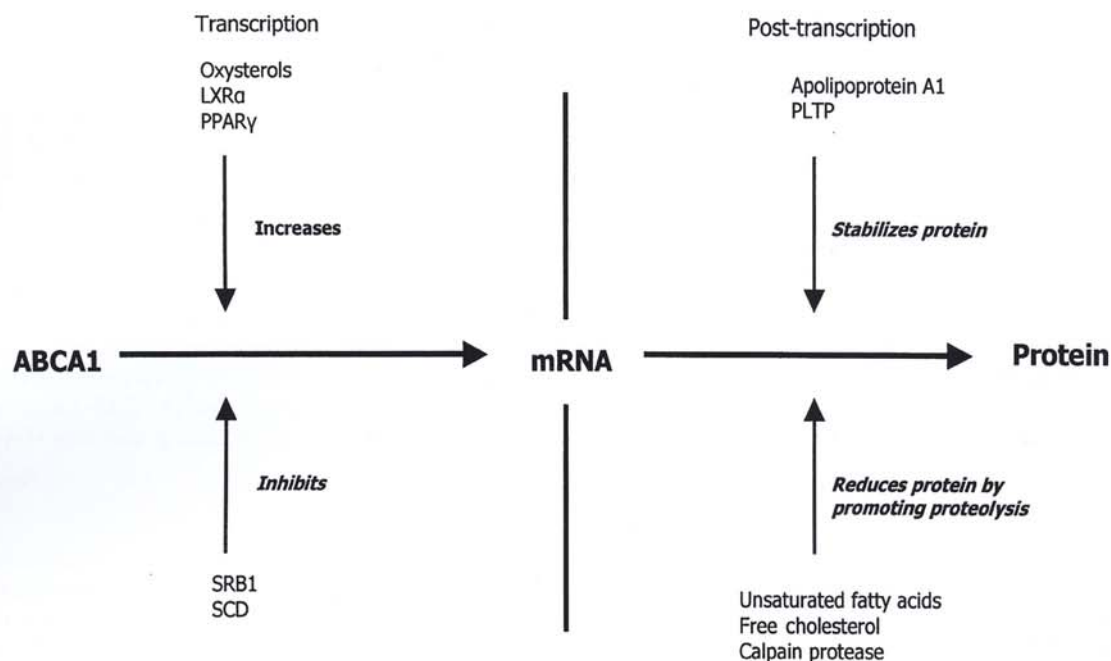 Transcription
Post-transcription
Oxysterols
LXRα
PPARγ
Apolipoprotein A1
PLTP
Increases
Stabilizes protein
ABCA1
mRNA
Protein
Inhibits
Reduces protein by
promoting proteolysis
SRB1
SCD
Unsaturated fatty acids
Free cholesterol
Calpain protease